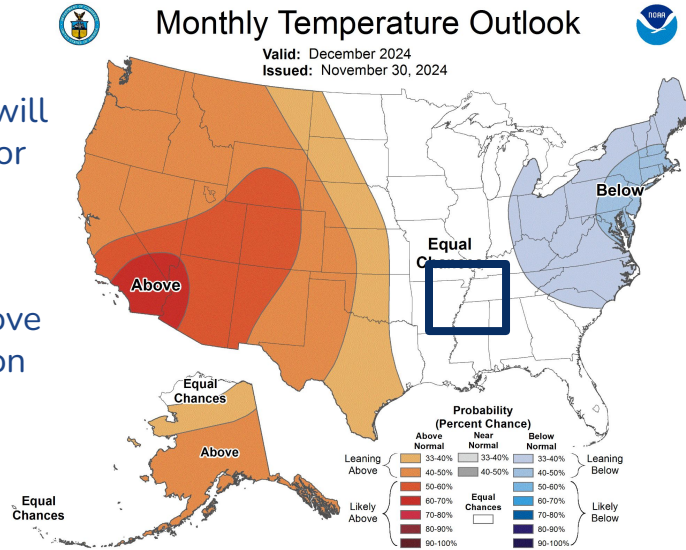 Monthly Temperature Outlook
NOAA
Valid: December 2024
Issued: November 30, 2024
will
or
ove
on
Above
Equal
Chances
Below
Equal
Chances
Above
Equal
Chances
Probability
(Percent Chance)
Above
Normal
Near
Normal
Below
Normal
Leaning
Above
33-40%
33-40%
33-40%
Leaning
Below
40-50%
40-50%
40-50%
50-60%
50-60%
Likely
Above
60-70%
Equal
Chances
60-70%
Likely
Below
70-80%
70-80%
80-90%
80-90%
90-100%
90-100%